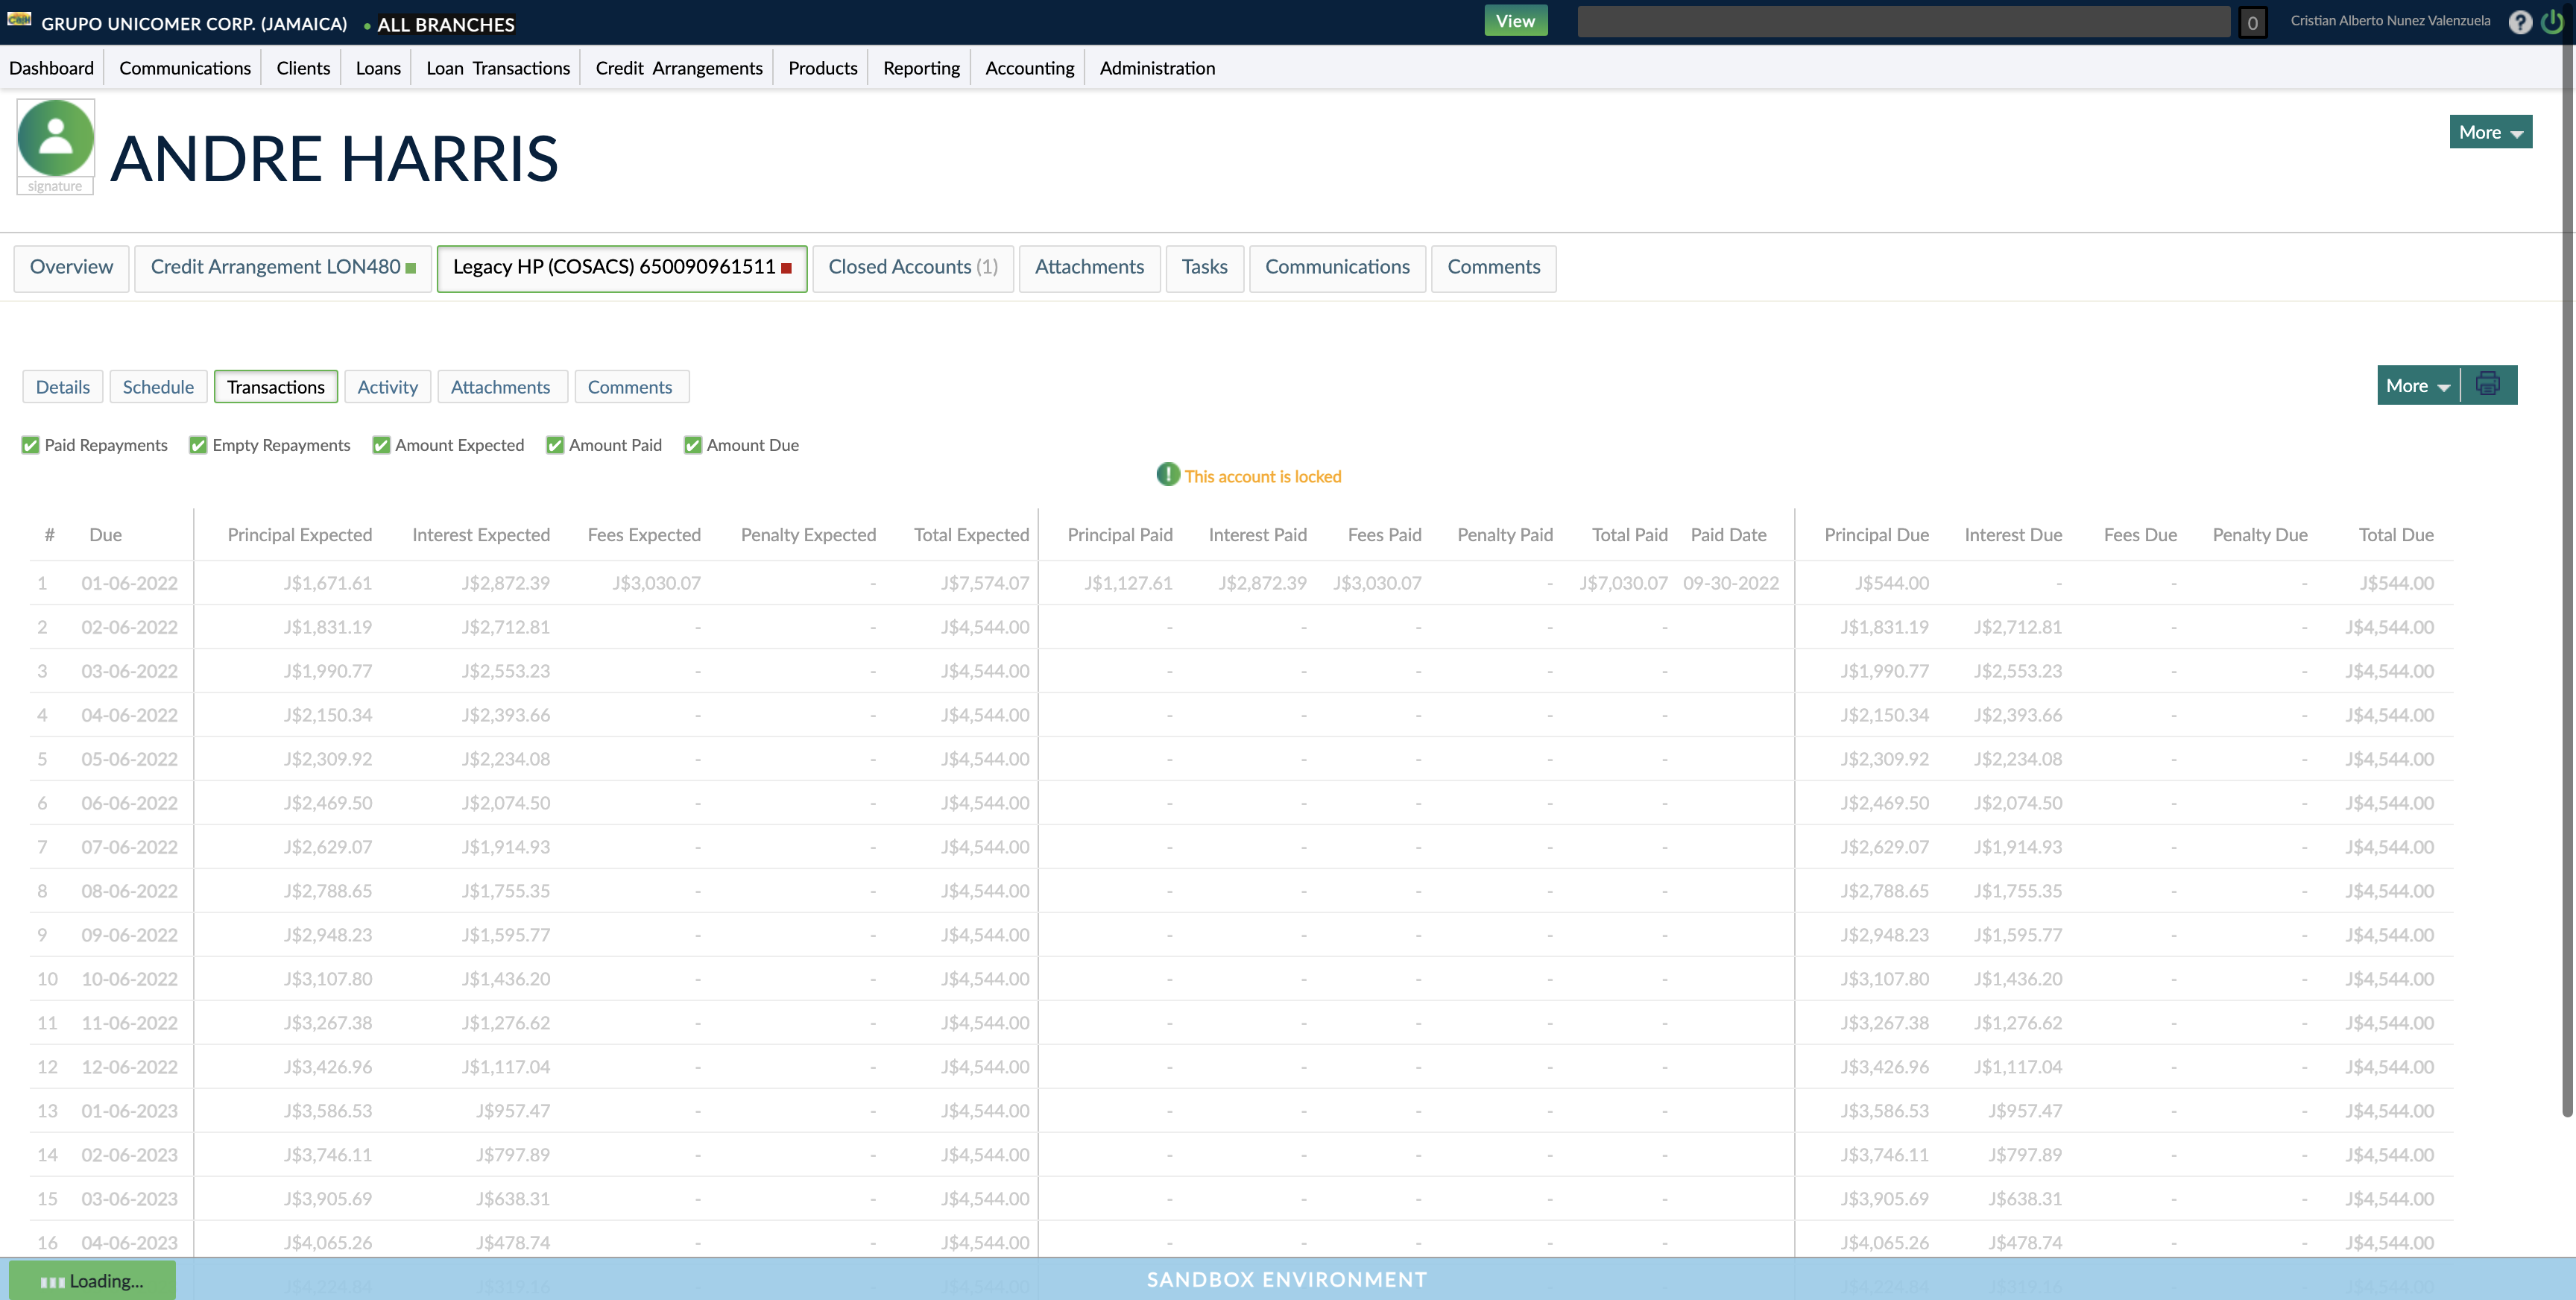 GRUPO UNICOMER CORP. (JAMAICA) • ALL BRANCHES View 0 Cristian Alberto Nunez Valenzuela ?
Dashboard Communications Clients Loans Loan Transactions Credit Arrangements Products Reporting Accounting Administration
signature
ANDRE HARRIS
More
Overview Credit Arrangement LON480 Legacy HP (COSACS) 650090961511 Closed Accounts (1) Attachments Tasks Communications Comments
Details Schedule Transactions Activity Attachments Comments More
Paid Repayments Empty Repayments Amount Expected Amount Paid Amount Due
! This account is locked
# Due Principal Expected Interest Expected Fees Expected Penalty Expected Total Expected Principal Paid Interest Paid Fees Paid Penalty Paid Total Paid Paid Date Principal Due Interest Due Fees Due Penalty Due Total Due
1 01-06-2022 J$1,671.61 J$2,872.39 J$3,030.07 - J$7,574.07 J$1,127.61 J$2,872.39 J$3,030.07 - J$7,030.07 09-30-2022 J$544.00 - - - J$544.00
2 02-06-2022 J$1,831.19 J$2,712.81 - - J$4,544.00 - - - - - J$1,831.19 J$2,712.81 - - J$4,544.00
3 03-06-2022 J$1,990.77 J$2,553.23 - - J$4,544.00 - - - - - J$1,990.77 J$2,553.23 - - J$4,544.00
4 04-06-2022 J$2,150.34 J$2,393.66 - - J$4,544.00 - - - - - J$2,150.34 J$2,393.66 - - J$4,544.00
5 05-06-2022 J$2,309.92 J$2,234.08 - - J$4,544.00 - - - - - J$2,309.92 J$2,234.08 - - J$4,544.00
6 06-06-2022 J$2,469.50 J$2,074.50 - - J$4,544.00 - - - - - J$2,469.50 J$2,074.50 - - J$4,544.00
7 07-06-2022 J$2,629.07 J$1,914.93 - - J$4,544.00 - - - - - J$2,629.07 J$1,914.93 - - J$4,544.00
8 08-06-2022 J$2,788.65 J$1,755.35 - - J$4,544.00 - - - - - J$2,788.65 J$1,755.35 - - J$4,544.00
9 09-06-2022 J$2,948.23 J$1,595.77 - - J$4,544.00 - - - - - J$2,948.23 J$1,595.77 - - J$4,544.00
10 10-06-2022 J$3,107.80 J$1,436.20 - - J$4,544.00 - - - - - J$3,107.80 J$1,436.20 - - J$4,544.00
11 11-06-2022 J$3,267.38 J$1,276.62 - - J$4,544.00 - - - - - J$3,267.38 J$1,276.62 - - J$4,544.00
12 12-06-2022 J$3,426.96 J$1,117.04 - - J$4,544.00 - - - - - J$3,426.96 J$1,117.04 - - J$4,544.00
13 01-06-2023 J$3,586.53 J$957.47 - - J$4,544.00 - - - - - J$3,586.53 J$957.47 - - J$4,544.00
14 02-06-2023 J$3,746.11 J$797.89 - - J$4,544.00 - - - - - J$3,746.11 J$797.89 - - J$4,544.00
15 03-06-2023 J$3,905.69 J$638.31 - - J$4,544.00 - - - - - J$3,905.69 J$638.31 - - J$4,544.00
16 04-06-2023 J$4,065.26 J$478.74 - - J$4,544.00 - - - - - J$4,065.26 J$478.74 - - J$4,544.00
Loading... J$4,224.84 J$319.16 J$4,544.00 SANDBOX ENVIRONMENT J$4,224.84 J$319.16 J$4,544.00